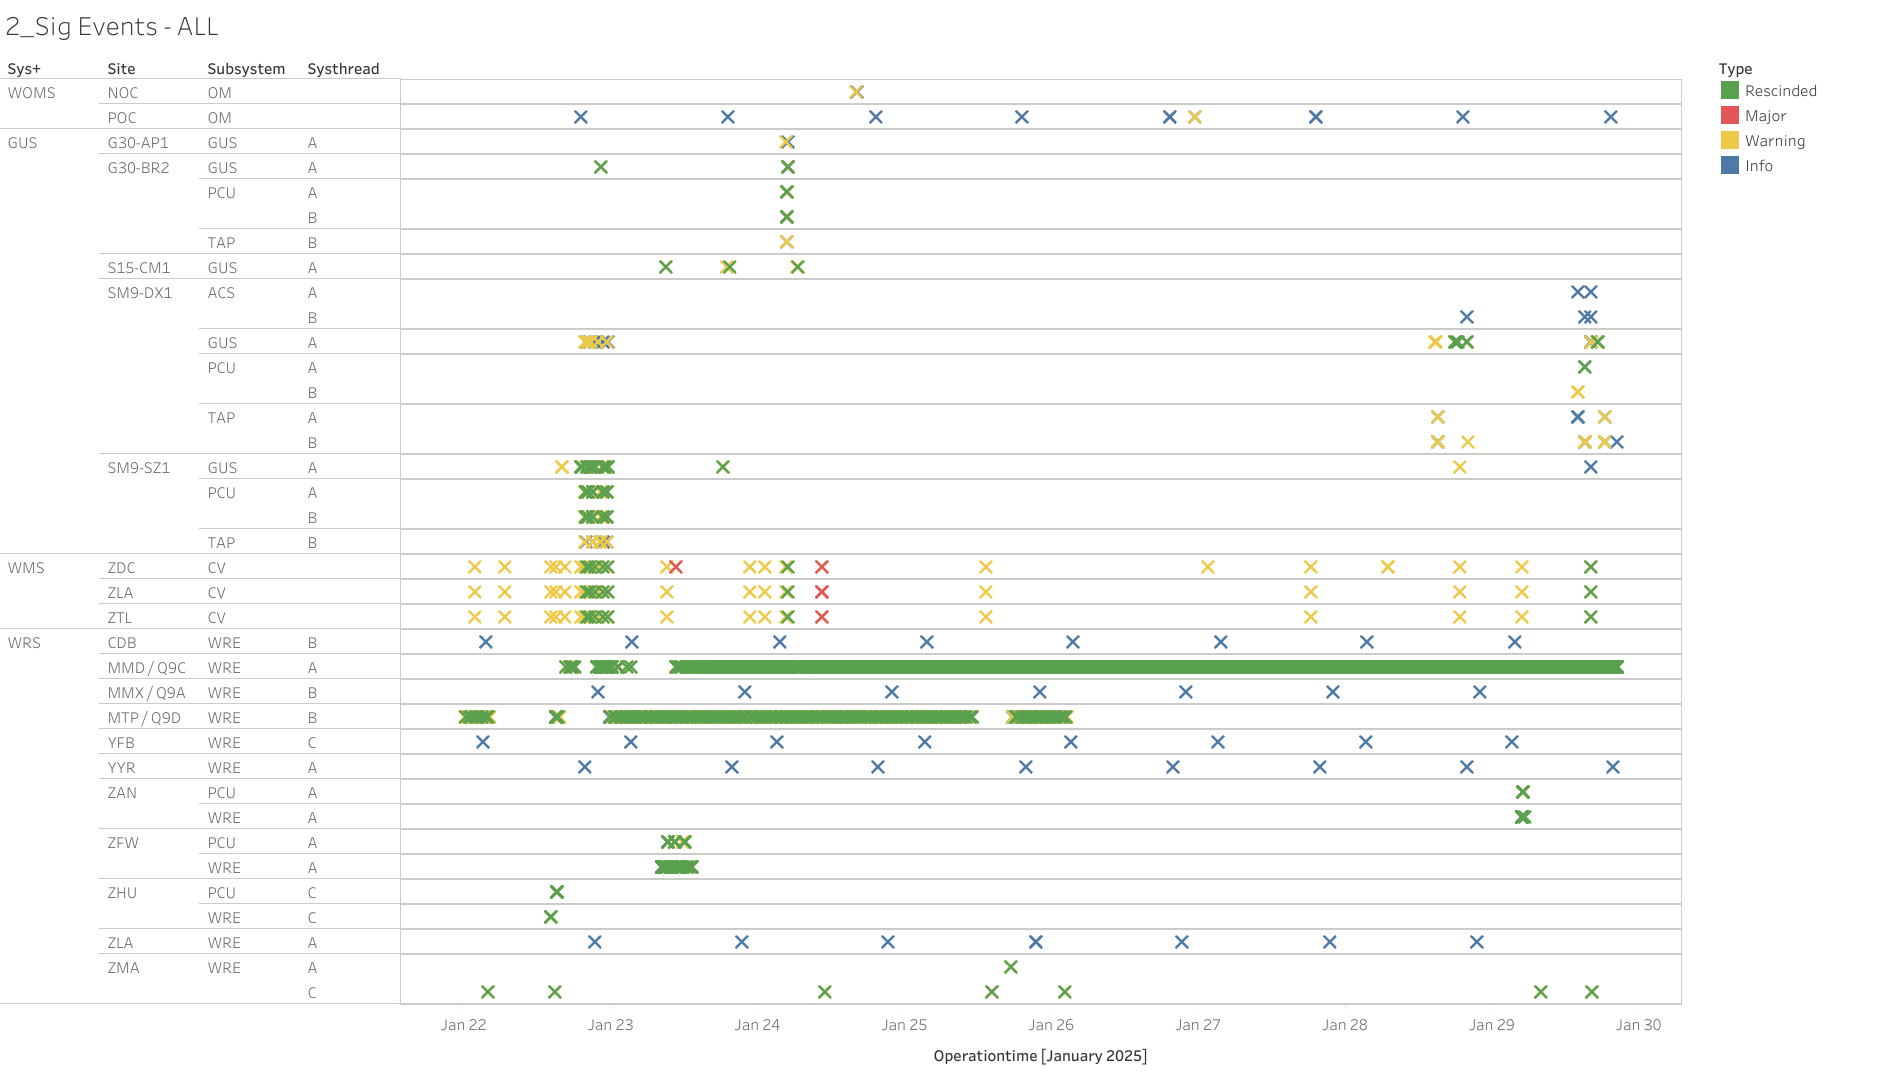 2_Sig Events - ALL
Sys+ Site Subsystem Systhread Type
WOMS NOC OM Rescinded
POC OM Major
GUS G30-AP1 GUS A Warning
G30-BR2 GUS A Info
PCU A
B
TAP B
S15-CM1 GUS A
SM9-DX1 ACS A
B
GUS A
PCU A
B
TAP A
B
SM9-SZ1 GUS A
PCU A
B
TAP B
WMS ZDC CV
ZLA CV
ZTL CV
WRS CDB WRE B
MMD / Q9C WRE A
MMX / Q9A WRE B
MTP / Q9D WRE B
YFB WRE C
YYR WRE A
ZAN PCU A
WRE A
ZFW PCU A
WRE A
ZHU PCU C
WRE C
ZLA WRE A
ZMA WRE A
C
Jan 22 Jan 23 Jan 24 Jan 25 Jan 26 Jan 27 Jan 28 Jan 29 Jan 30
Operationtime [January 2025]